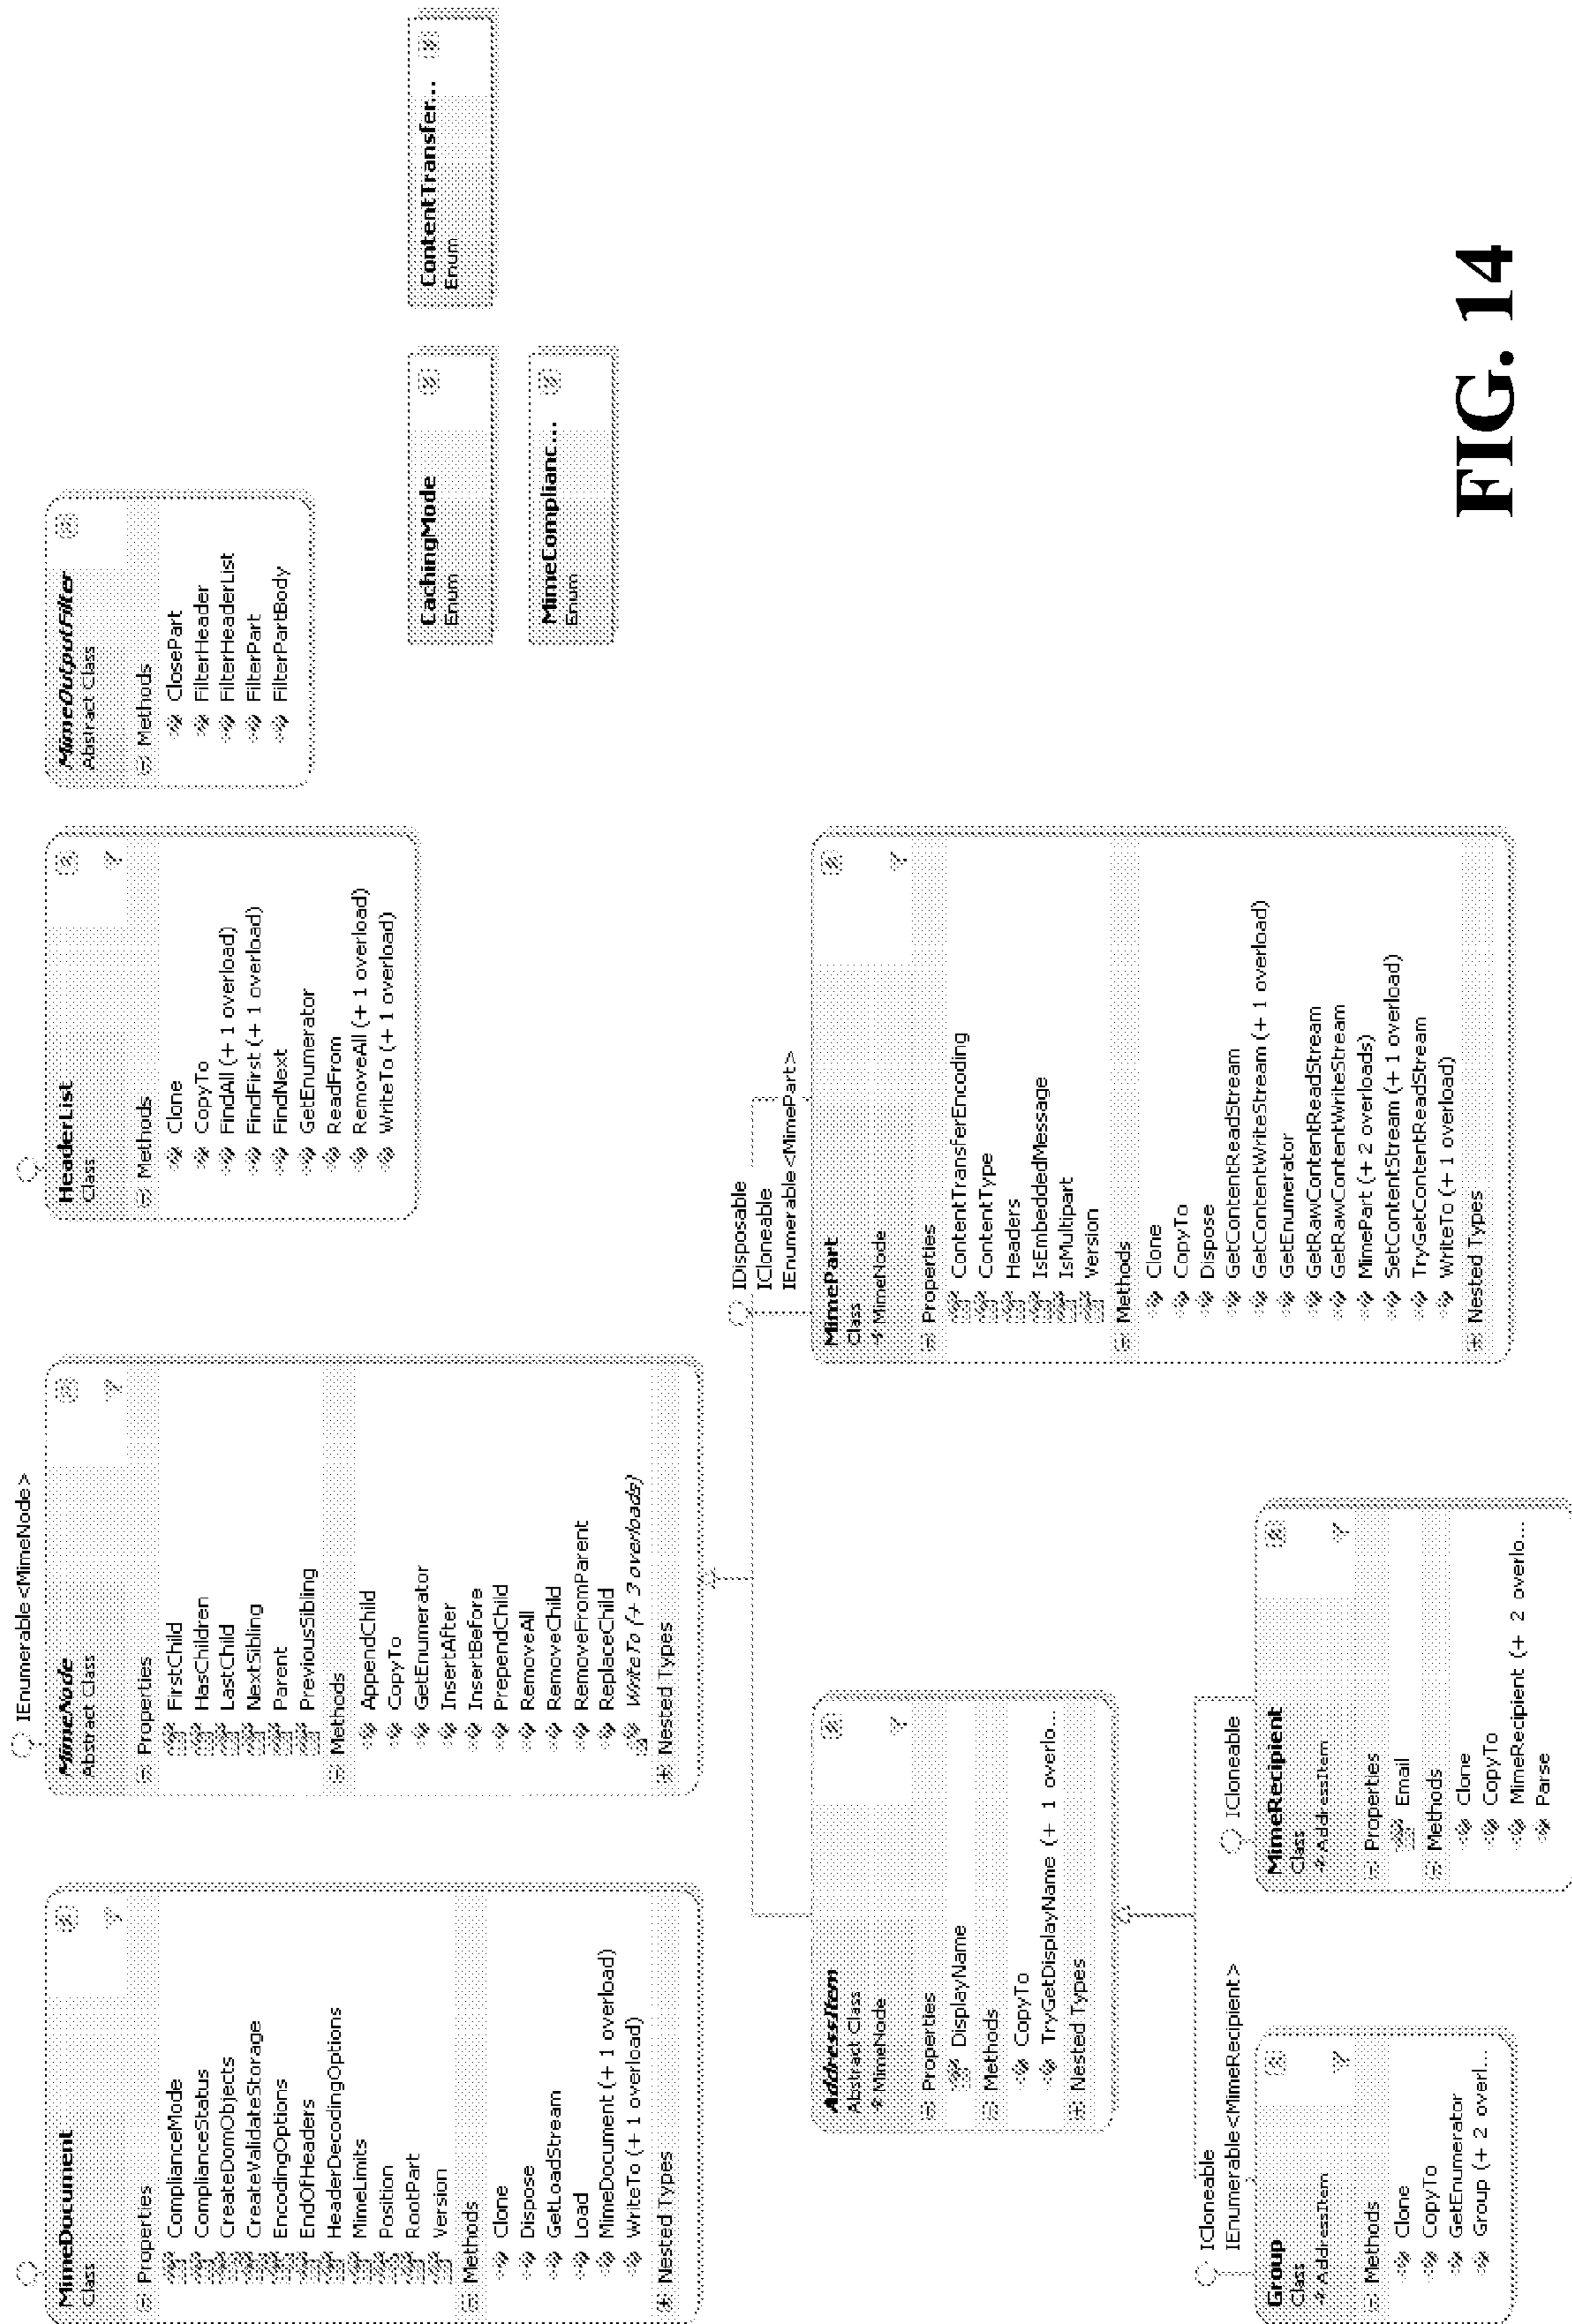 MimeDocument
Class
Properties
ComplianceMode
ComplianceStatus
CreateDomObjects
CreateValidateStorage
EncodingOptions
EndOfHeaders
HeaderDecodingOptions
MimeLimits
Position
RootPart
Version
Methods
Clone
Dispose
GetLoadStream
Load
MimeDocument (+ 1 overload)
WriteTo (+ 1 overload)
Nested Types
IEnumerable<MimeNode>
MimeNode
Abstract Class
Properties
FirstChild
HasChildren
LastChild
NextSibling
Parent
PreviousSibling
Methods
AppendChild
CopyTo
GetEnumerator
InsertAfter
InsertBefore
PrependChild
RemoveAll
RemoveChild
RemoveFromParent
ReplaceChild
WriteTo (+ 3 overloads)
Nested Types
HeaderList
Class
Methods
Clone
CopyTo
FindAll (+ 1 overload)
FindFirst (+ 1 overload)
FindNext
GetEnumerator
ReadFrom
RemoveAll (+ 1 overload)
WriteTo (+ 1 overload)
MimeOutputFilter
Abstract Class
Methods
ClosePart
FilterHeader
FilterHeaderList
FilterPart
FilterPartBody
CachingMode
Enum
ContentTransfer...
Enum
MimeComplianc...
Enum
AddressItem
Abstract Class
MimeNode
Properties
DisplayName
Methods
CopyTo
TryGetDisplayName (+ 1 overlo...
Nested Types
IDisposable
ICloneable
IEnumerable<MimePart>
MimePart
Class
MimeNode
Properties
ContentTransferEncoding
ContentType
Headers
IsEmbeddedMessage
IsMultipart
Version
Methods
Clone
CopyTo
Dispose
GetContentReadStream
GetContentWriteStream (+ 1 overload)
GetEnumerator
GetRawContentReadStream
GetRawContentWriteStream
MimePart (+ 2 overloads)
SetContentStream (+ 1 overload)
TryGetContentReadStream
WriteTo (+ 1 overload)
Nested Types
ICloneable
IEnumerable<MimeRecipient>
Group
Class
AddressItem
Methods
Clone
CopyTo
GetEnumerator
Group (+ 2 overl...
ICloneable
MimeRecipient
Class
AddressItem
Properties
Email
Methods
Clone
CopyTo
MimeRecipient (+ 2 overlo...
Parse
FIG. 14